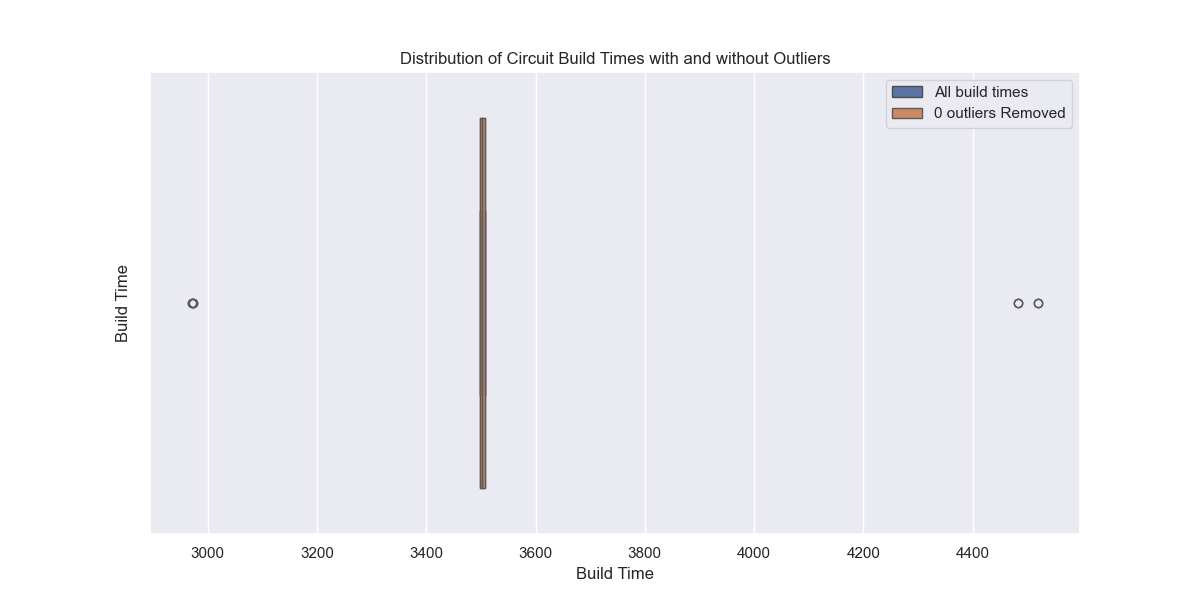 Distribution of Circuit Build Times with and without Outliers
All build times
0 outliers Removed
Build Time
3000 3200 3400 3600 3800 4000 4200 4400
Build Time